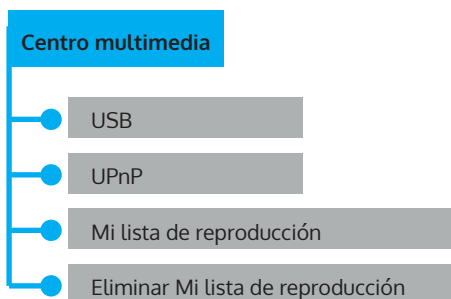 Centro multimedia
USB
UPnP
Mi lista de reproducción
Eliminar Mi lista de reproducción